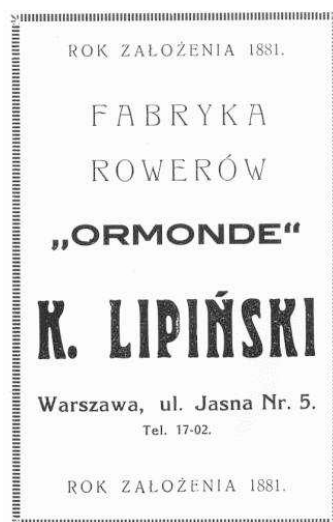 ROK ZAŁOŻENIA 1881.
FABRYKA
ROWERÓW
„ORMONDE“
K. LIPIŃSKI
Warszawa, ul. Jasna Nr. 5.
Tel. 17-02.
ROK ZAŁOŻENIA 1881.